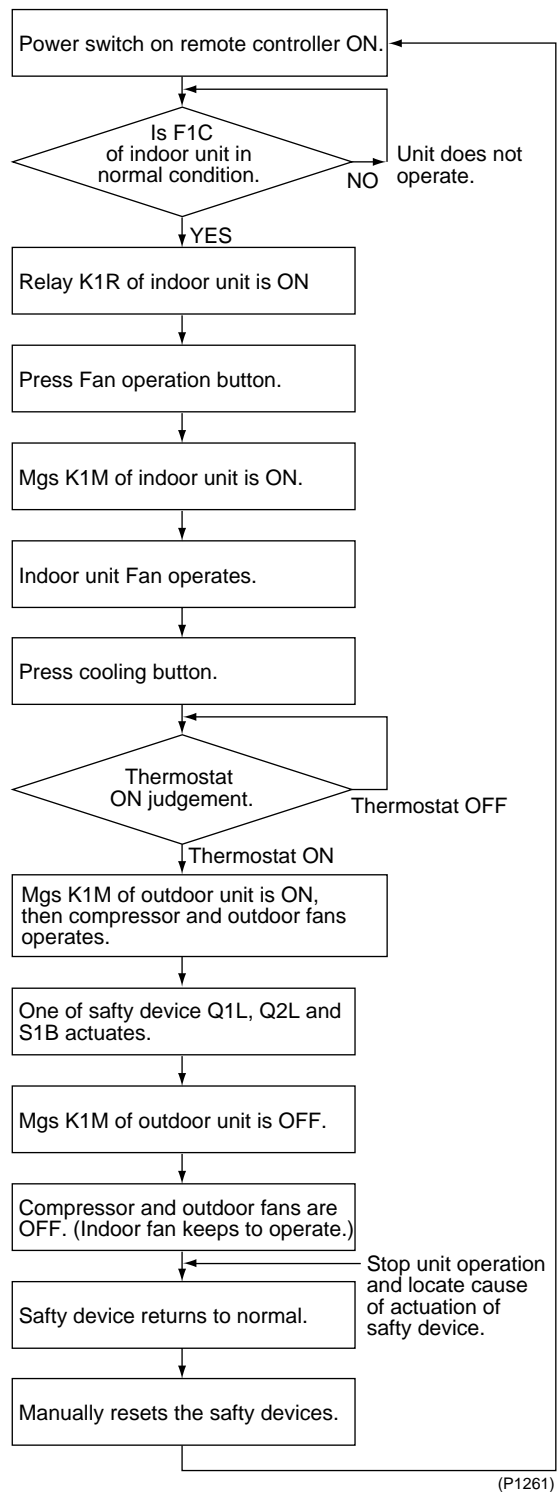 Power switch on remote controller ON.
Is F1C
of indoor unit in
normal condition.
NO
Unit does not
operate.
YES
Relay K1R of indoor unit is ON
Press Fan operation button.
Mgs K1M of indoor unit is ON.
Indoor unit Fan operates.
Press cooling button.
Thermostat
ON judgement.
Thermostat OFF
Thermostat ON
Mgs K1M of outdoor unit is ON,
then compressor and outdoor fans
operates.
One of safty device Q1L, Q2L and
S1B actuates.
Mgs K1M of outdoor unit is OFF.
Compressor and outdoor fans are
OFF. (Indoor fan keeps to operate.)
Stop unit operation
and locate cause
of actuation of
safty device.
Safty device returns to normal.
Manually resets the safty devices.
(P1261)